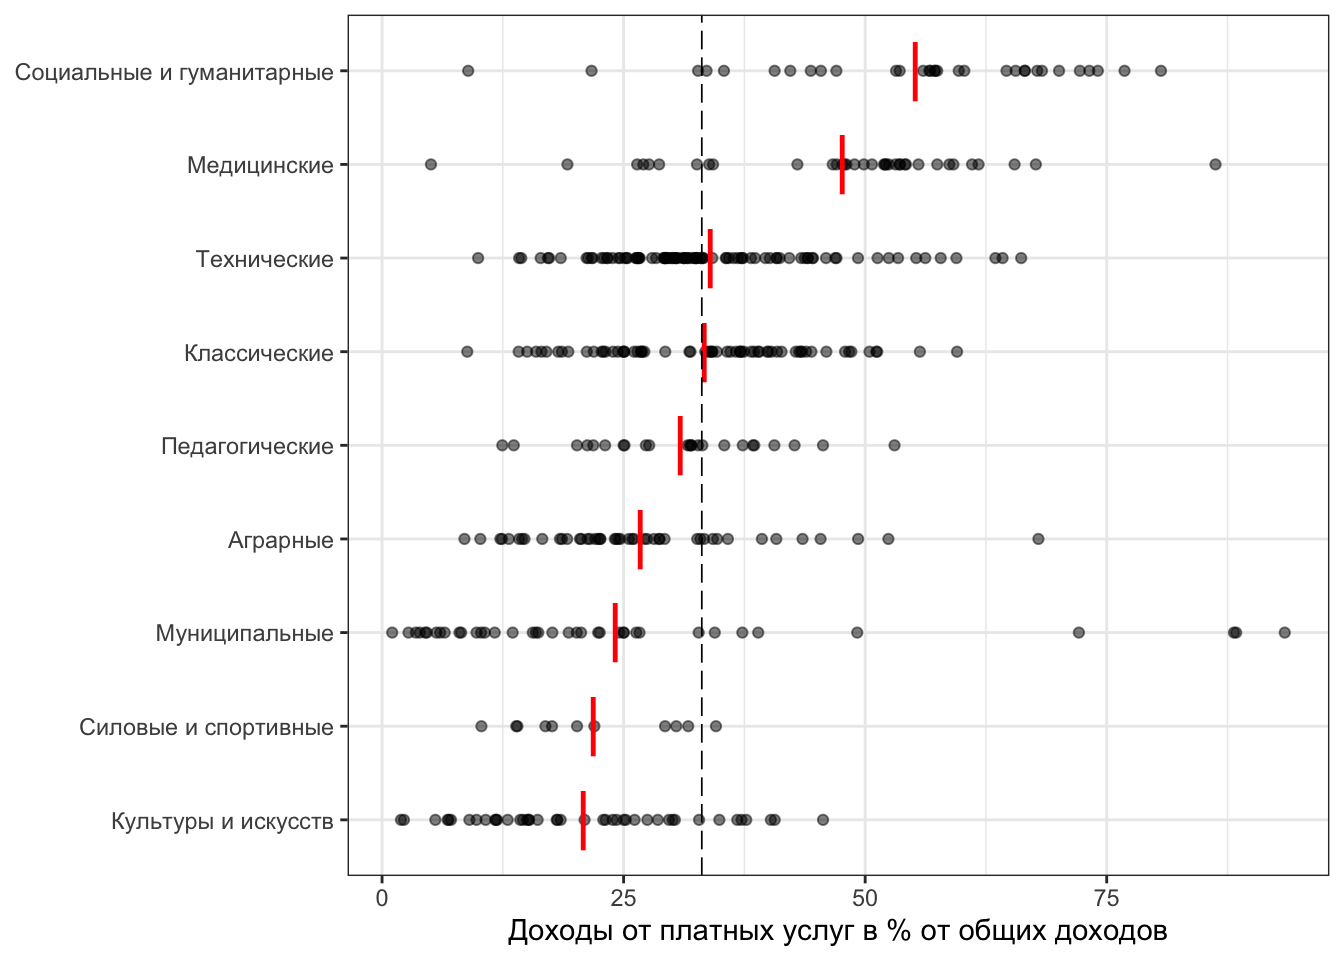 Социальные и гуманитарные
Медицинские
Технические
Классические
Педагогические
Аграрные
Муниципальные
Силовые и спортивные
Культуры и искусств
0 25 50 75
Доходы от платных услуг в % от общих доходов